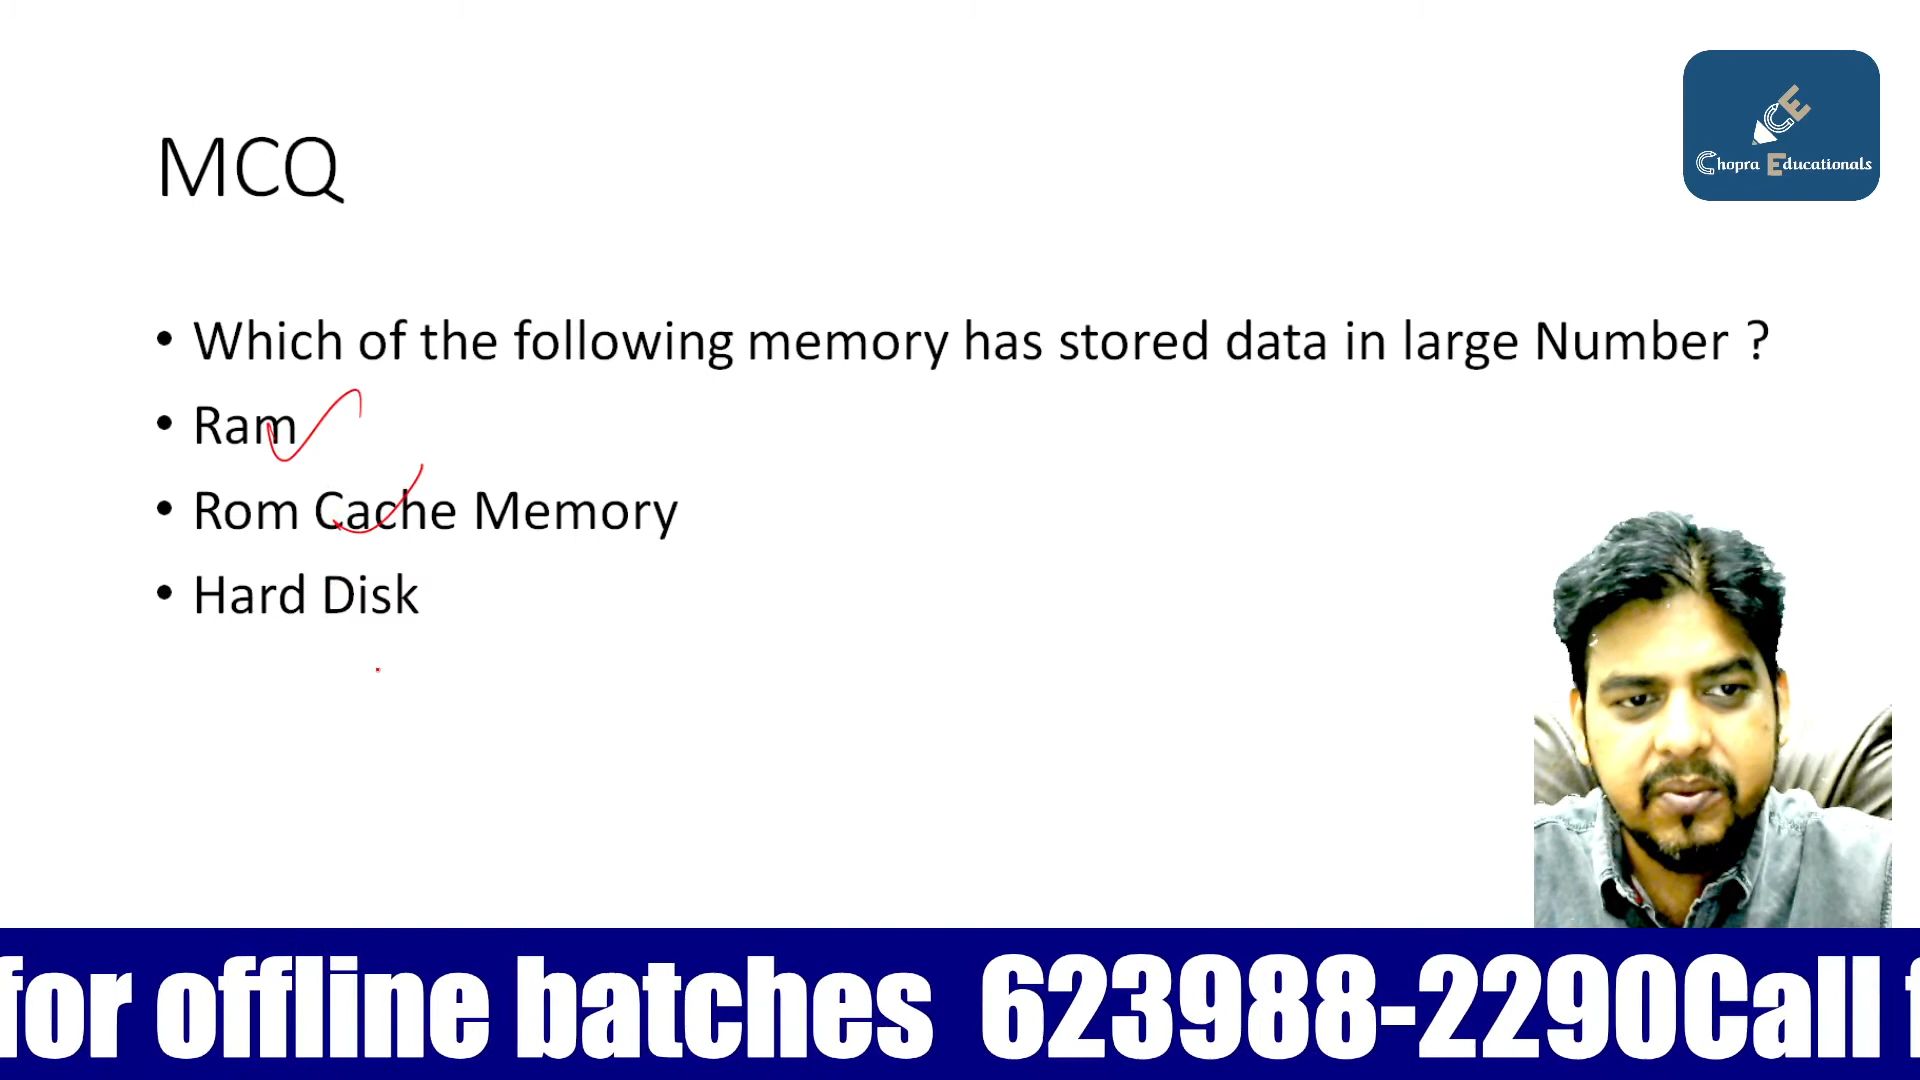 MCQ
CE
Chopra Educationals
• Which of the following memory has stored data in large Number ?
• Ram
• Rom Cache Memory
• Hard Disk
for offline batches 623988-2290Call